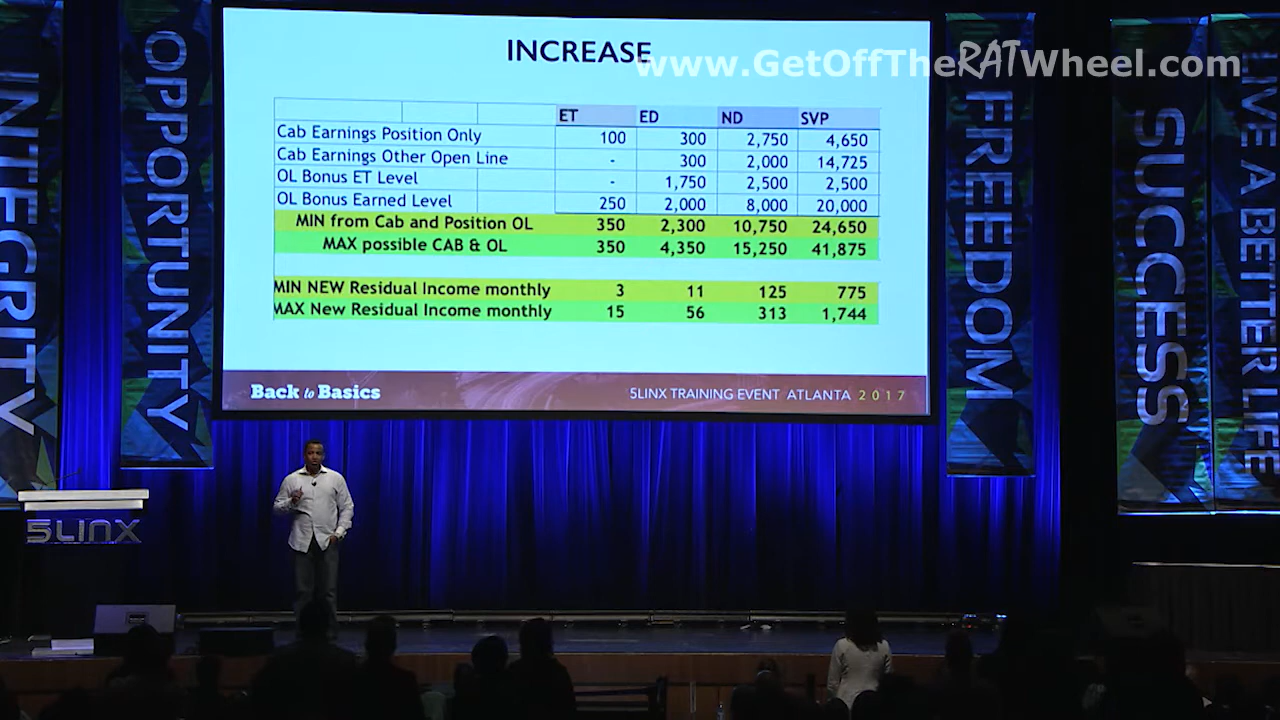 INCREASE
www.GetOffTheRATWheel.com
ET ED ND SVP
Cab Earnings Position Only 100 300 2,750 4,650
Cab Earnings Other Open Line - 300 2,000 14,725
OL Bonus ET Level - 1,750 2,500 2,500
OL Bonus Earned Level 250 2,000 8,000 20,000
MIN from Cab and Position OL 350 2,300 10,750 24,650
MAX possible CAB & OL 350 4,350 15,250 41,875
MIN NEW Residual Income monthly 3 11 125 775
MAX New Residual Income monthly 15 56 313 1,744
Back to Basics
5LINX TRAINING EVENT ATLANTA 2017
INTEGRITY
OPPORTUNITY
FREEDOM
SUCCESS
LIVE A BETTER LIFE
5LINX